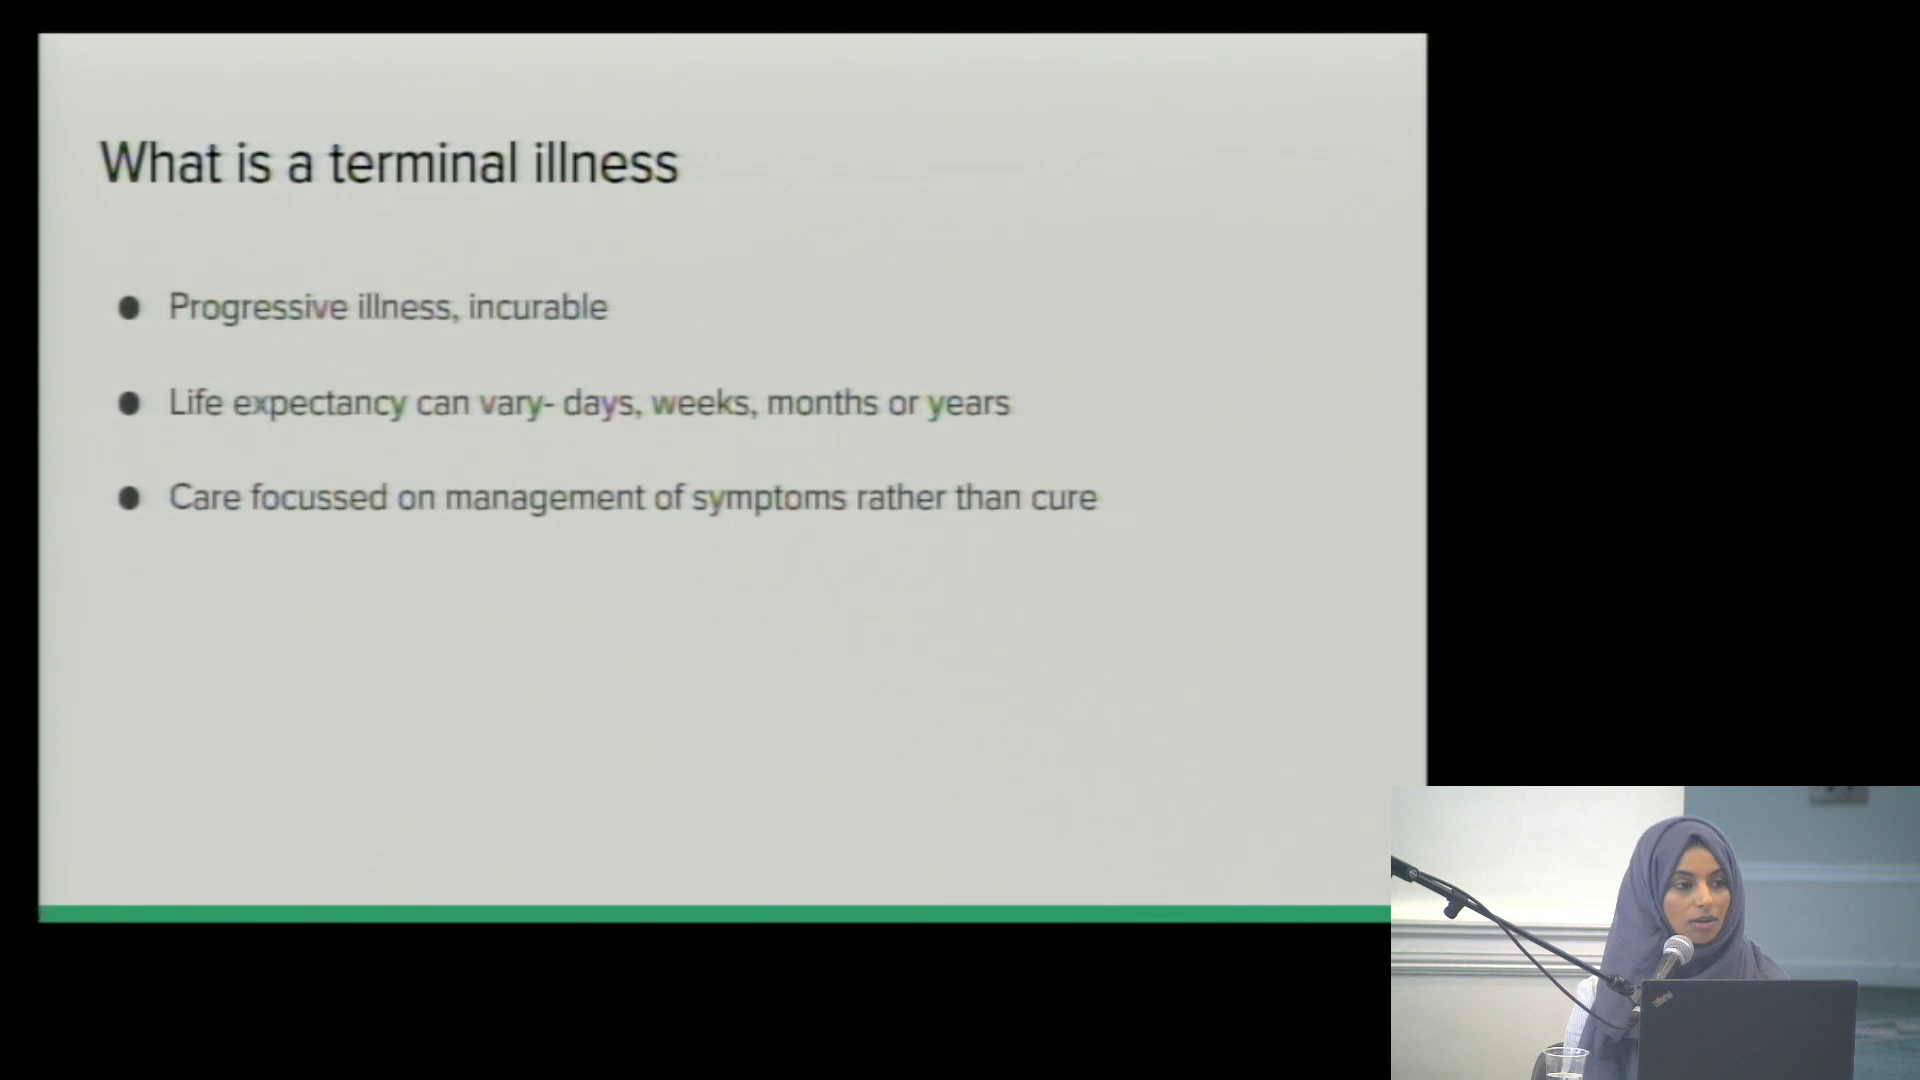 What is a terminal illness
● Progressive illness, incurable
● Life expectancy can vary- days, weeks, months or years
● Care focussed on management of symptoms rather than cure
ThinkPad